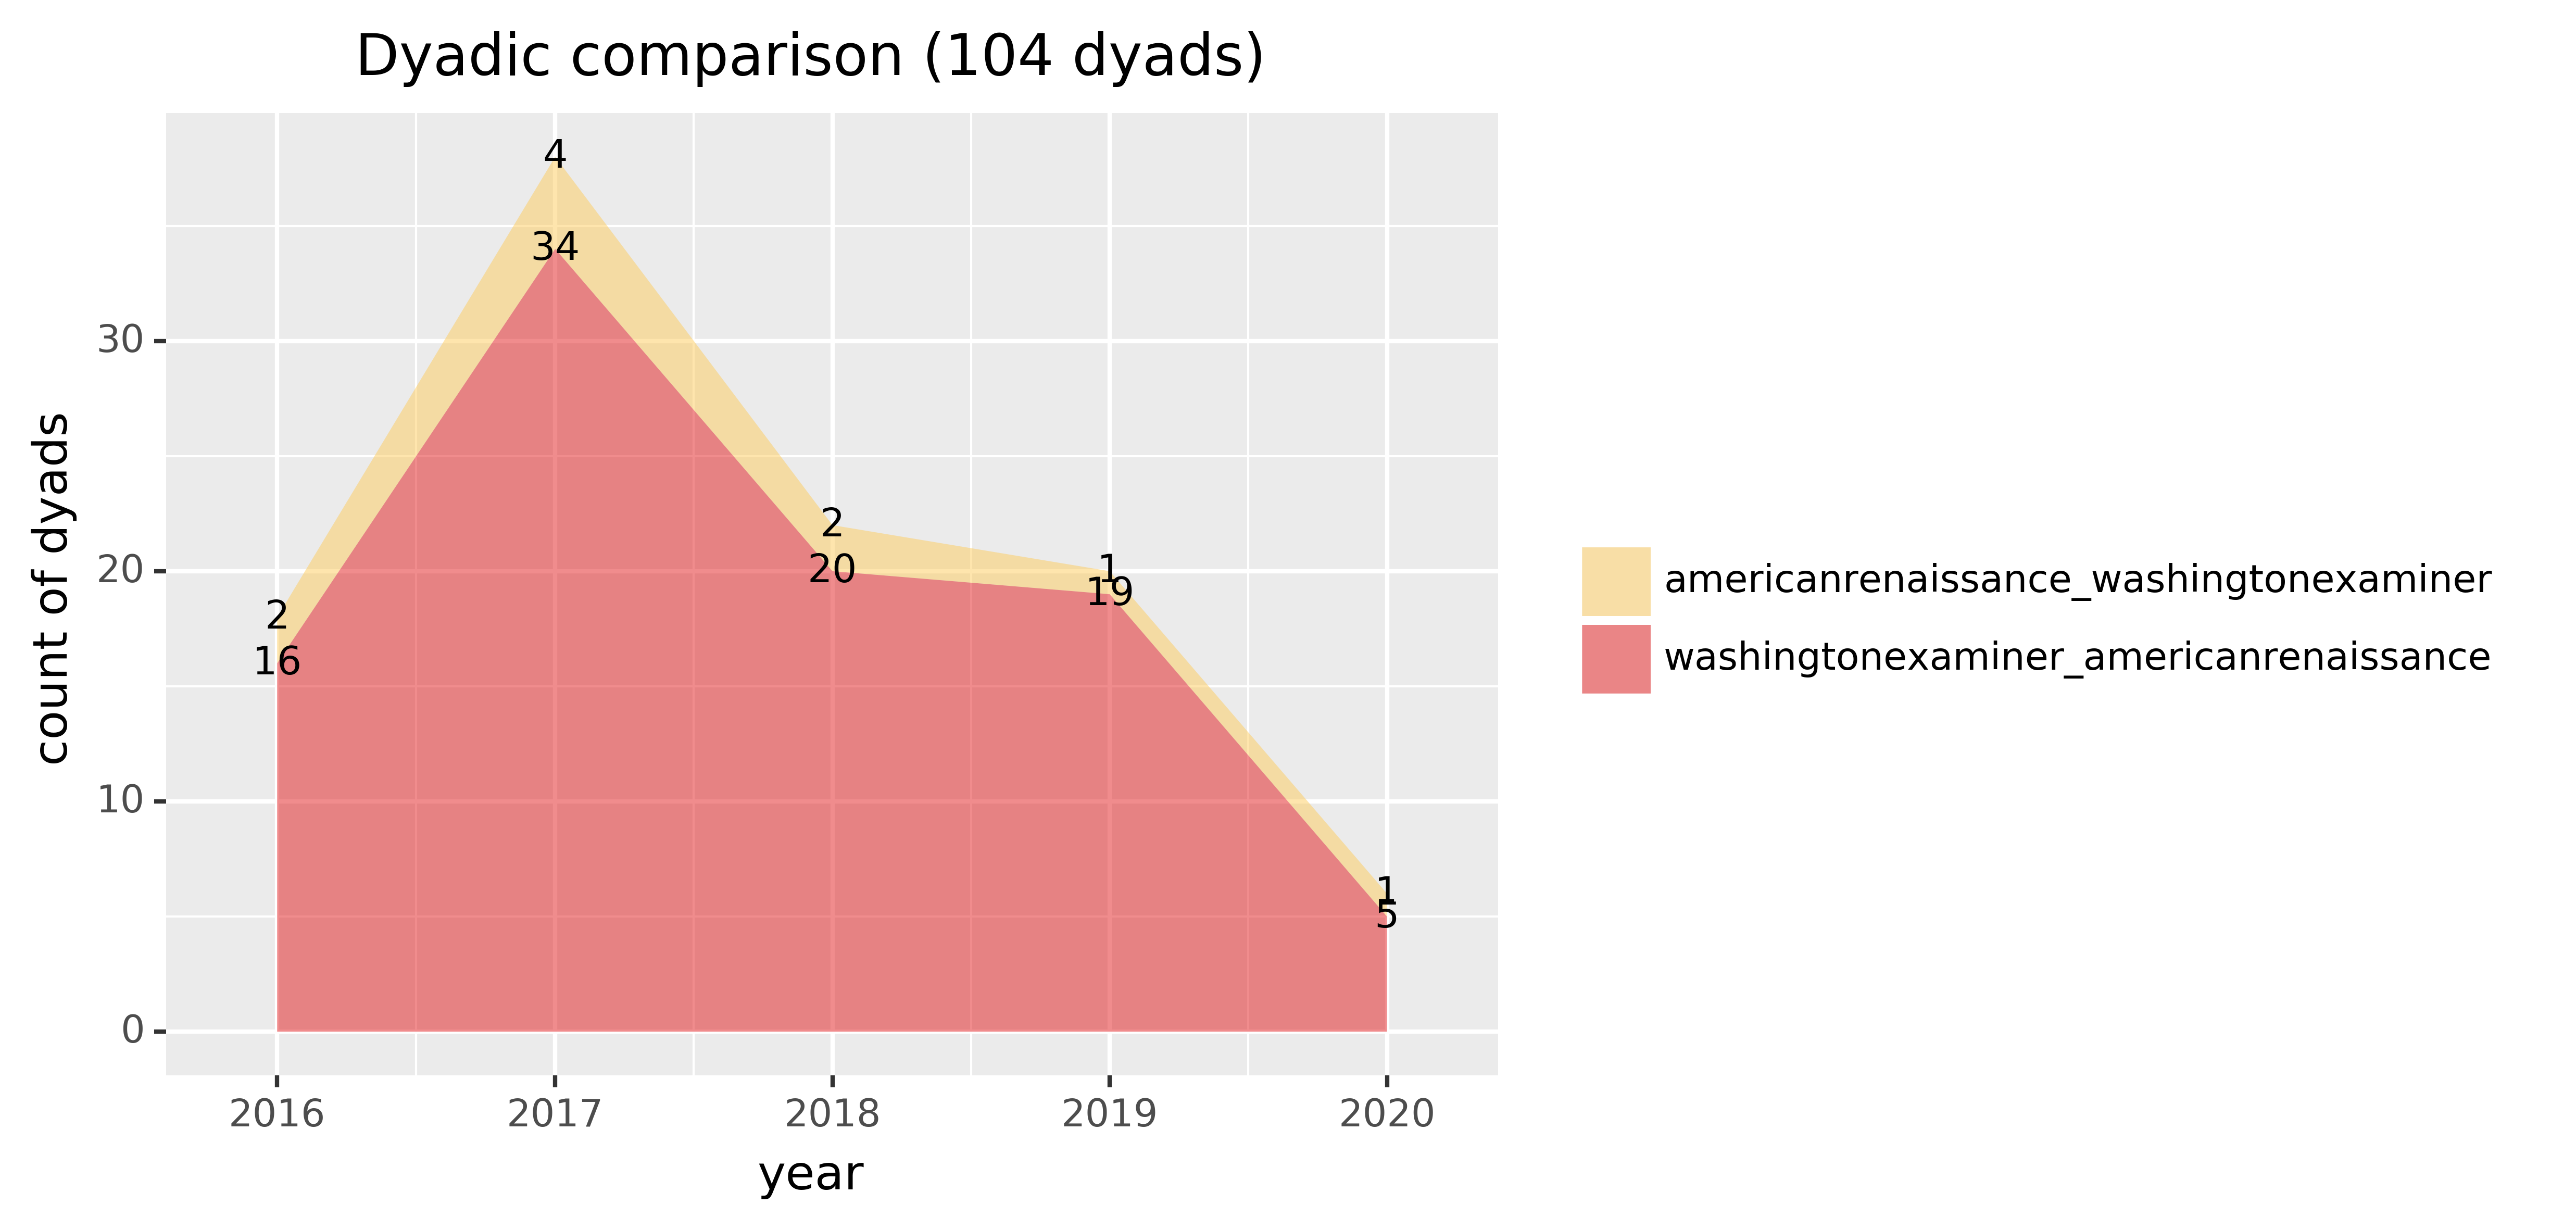 Dyadic comparison (104 dyads)
count of dyads
30
20
10
0
4
34
2
16
2
20
1
19
1
5
2016 2017 2018 2019 2020
year
americanrenaissance_washingtonexaminer
washingtonexaminer_americanrenaissance